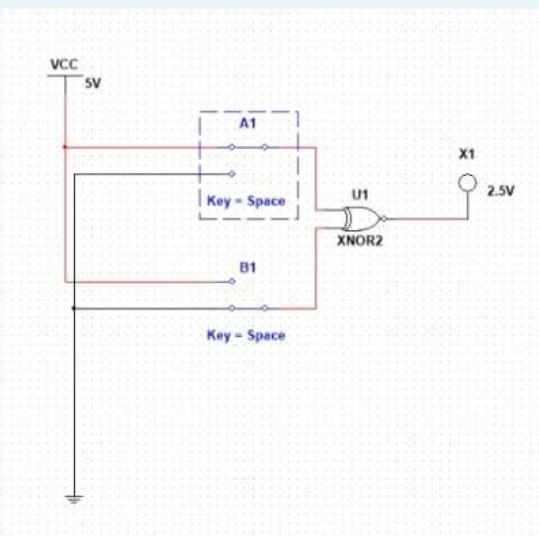 VCC
5V
A1
Key = Space
X1
2.5V
U1
XNOR2
B1
Key = Space